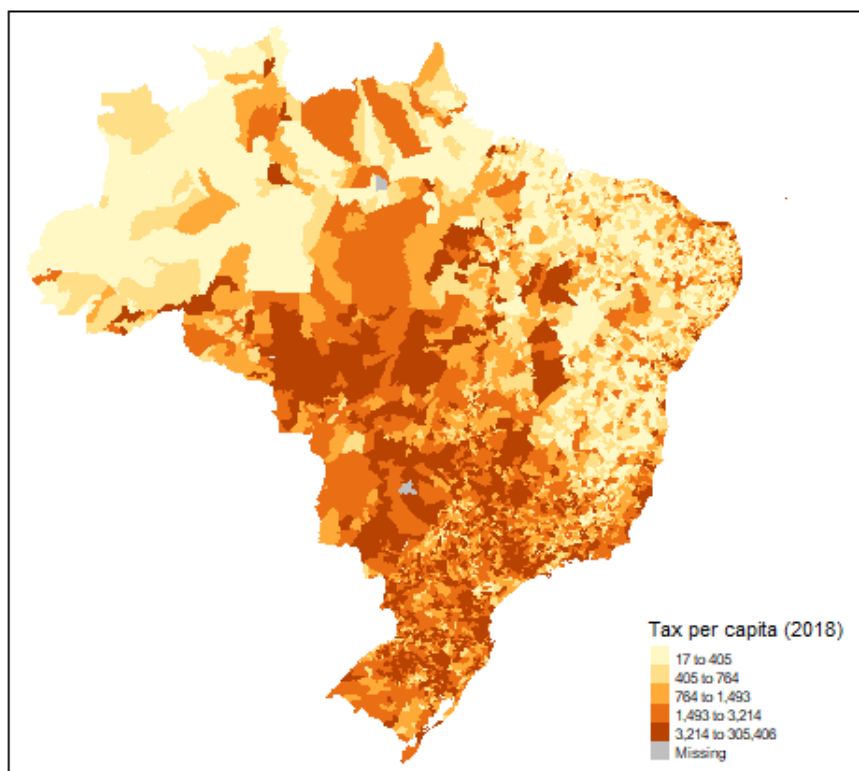 Tax per capita (2018)
17 to 405
405 to 764
764 to 1,493
1,493 to 3,214
3,214 to 305,406
Missing